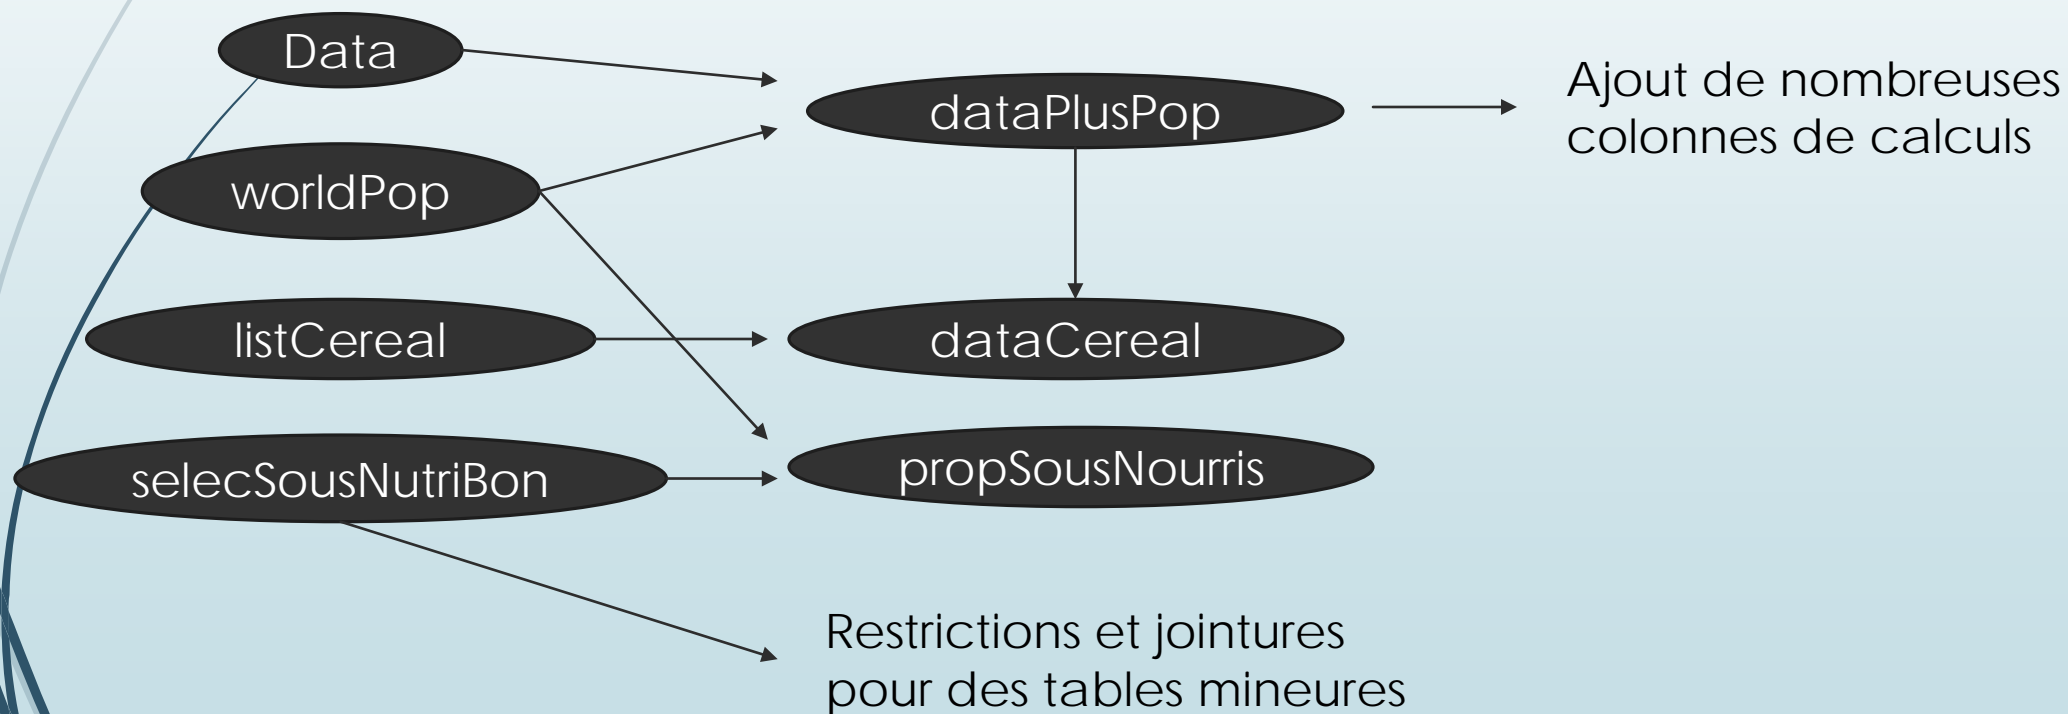 Data
dataPlusPop
Ajout de nombreuses
colonnes de calculs
worldPop
listCereal
dataCereal
selecSousNutriBon
propSousNourris
Restrictions et jointures
pour des tables mineures